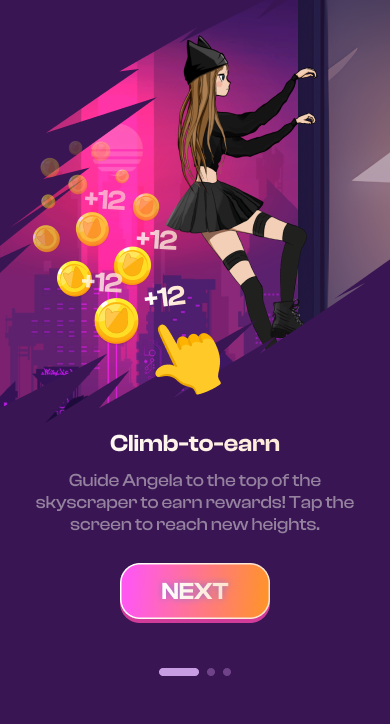 +12
+12
+12
+12
Climb-to-earn
Guide Angela to the top of the
skyscraper to earn rewards! Tap the
screen to reach new heights.
NEXT